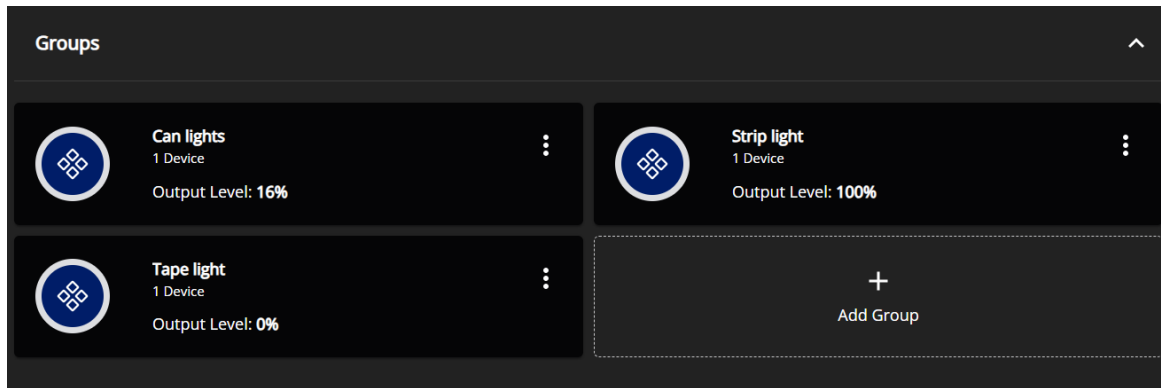 Groups
Can lights
1 Device
Output Level: 16%
Strip light
1 Device
Output Level: 100%
Tape light
1 Device
Output Level: 0%
Add Group